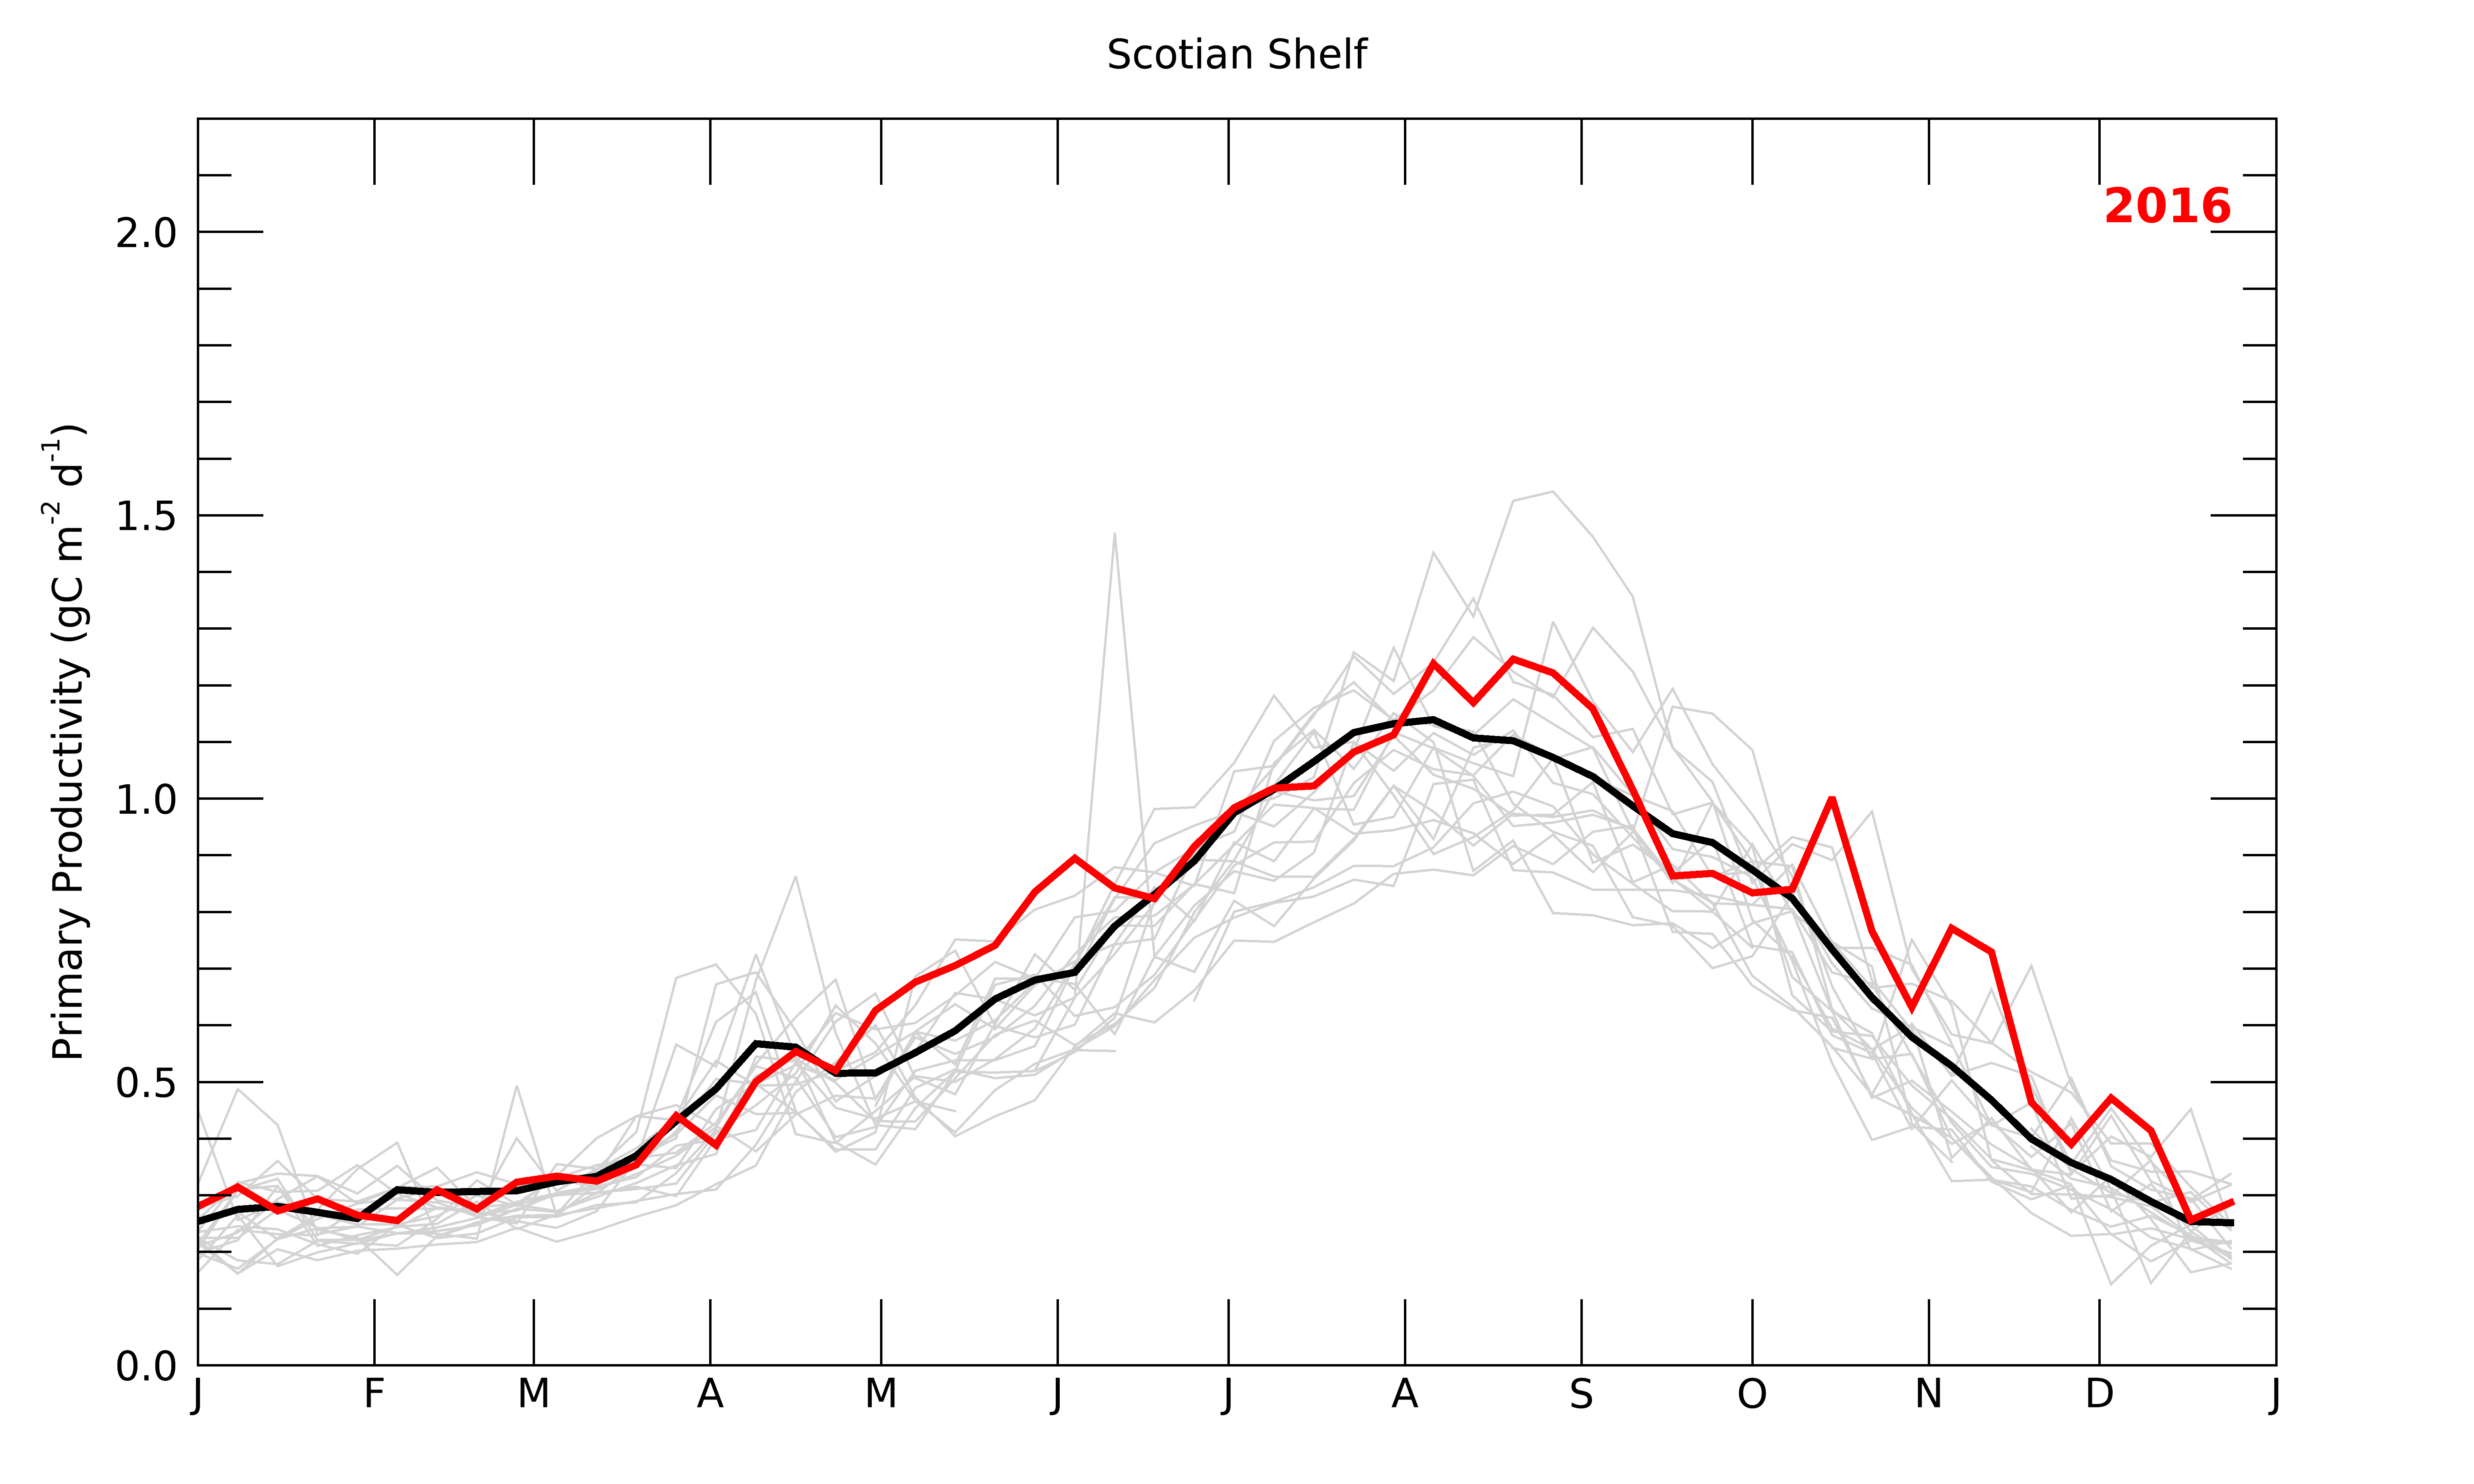 Scotian Shelf
2016
Primary Productivity (gC m-2 d-1)
2.0
1.5
1.0
0.5
0.0
J F M A M J J A S O N D J